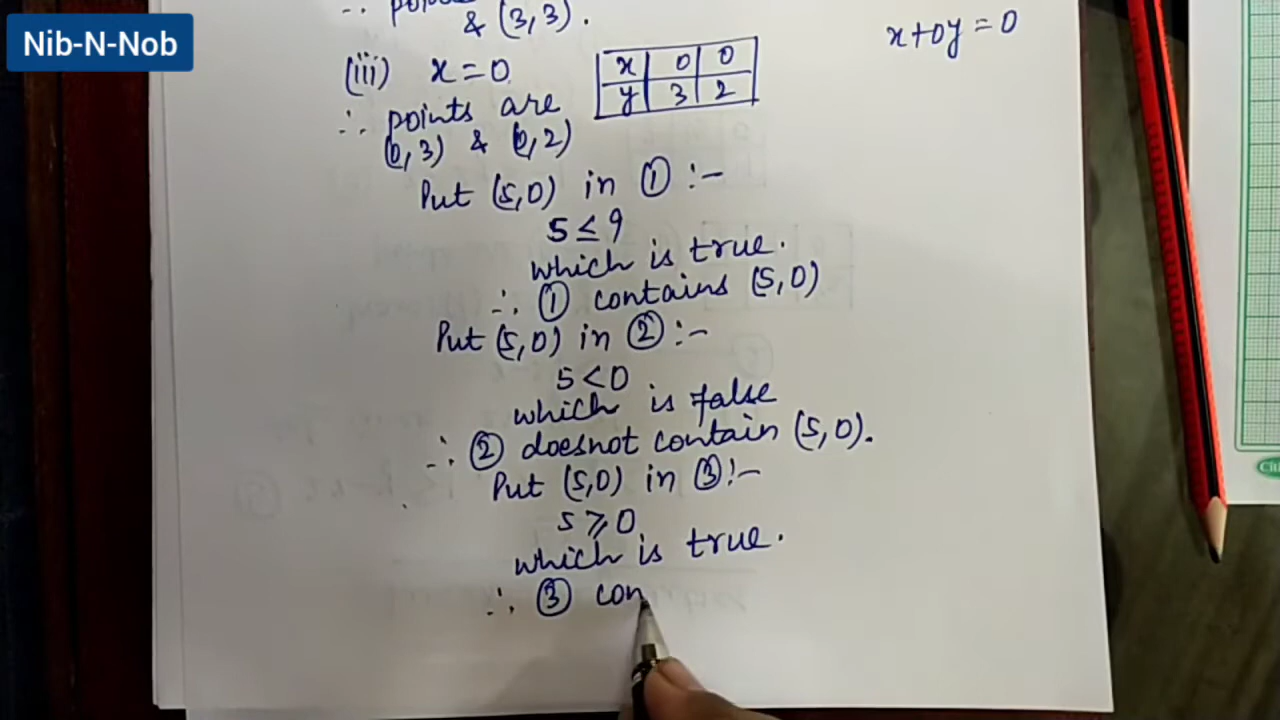 Nib-N-Nob
∴ points
& (3,3).
x+0y=0
(iii) x=0
x 0 0
y 3 2
∴ points are
(0,3) & (0,2)
Put (5,0) in ① :-
5≤9
which is true.
∴ ① contains (5,0)
Put (5,0) in ② :-
5<0
which is false
∴ ② doesnot contain (5,0).
Put (5,0) in ③ :-
5⩾0
which is true.
∴ ③ con